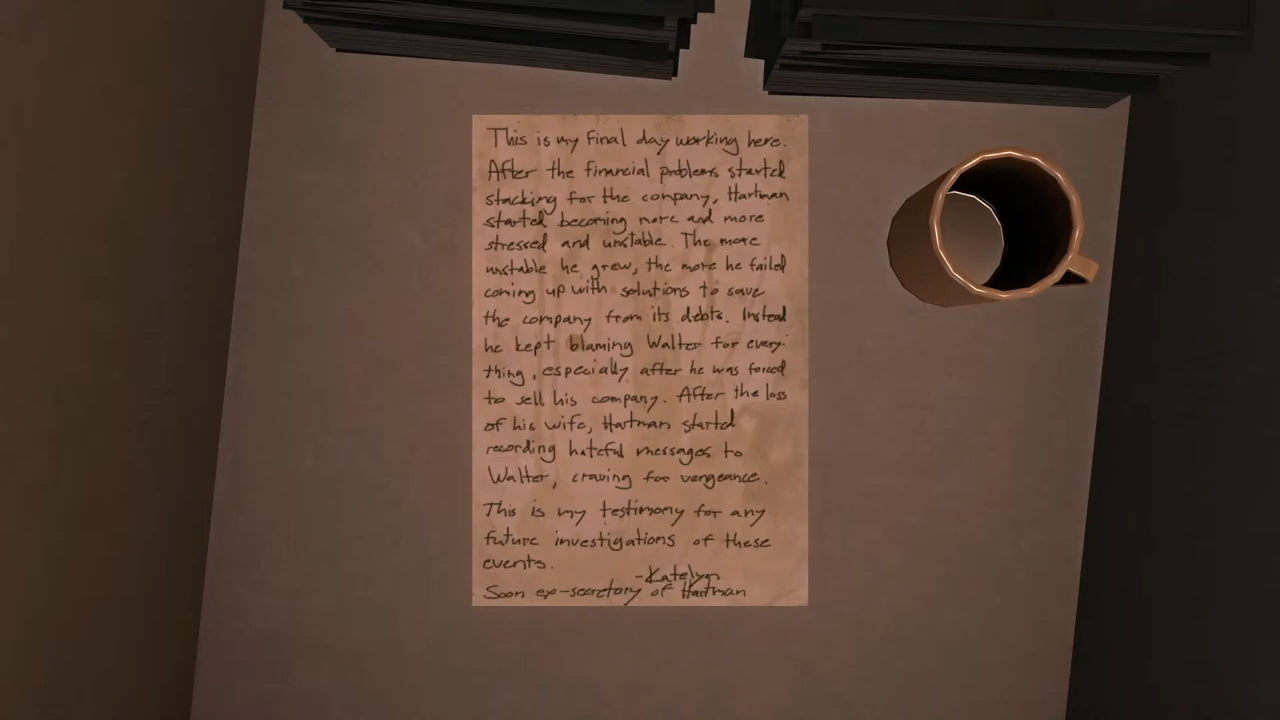 This is my final day working here.
After the financial problems started
stacking for the company, Hartman
started becoming more and more
stressed and unstable. The more
unstable he grew, the more he failed
coming up with solutions to save
the company from its debts. Instead
he kept blaming Walter for every-
thing, especially after he was forced
to sell his company. After the loss
of his wife, Hartman started
recording hateful messages to
Walter, craving for vengeance.
This is my testimony for any
future investigations of these
events.
-Katelyn
Soon ex-secretary of Hartman